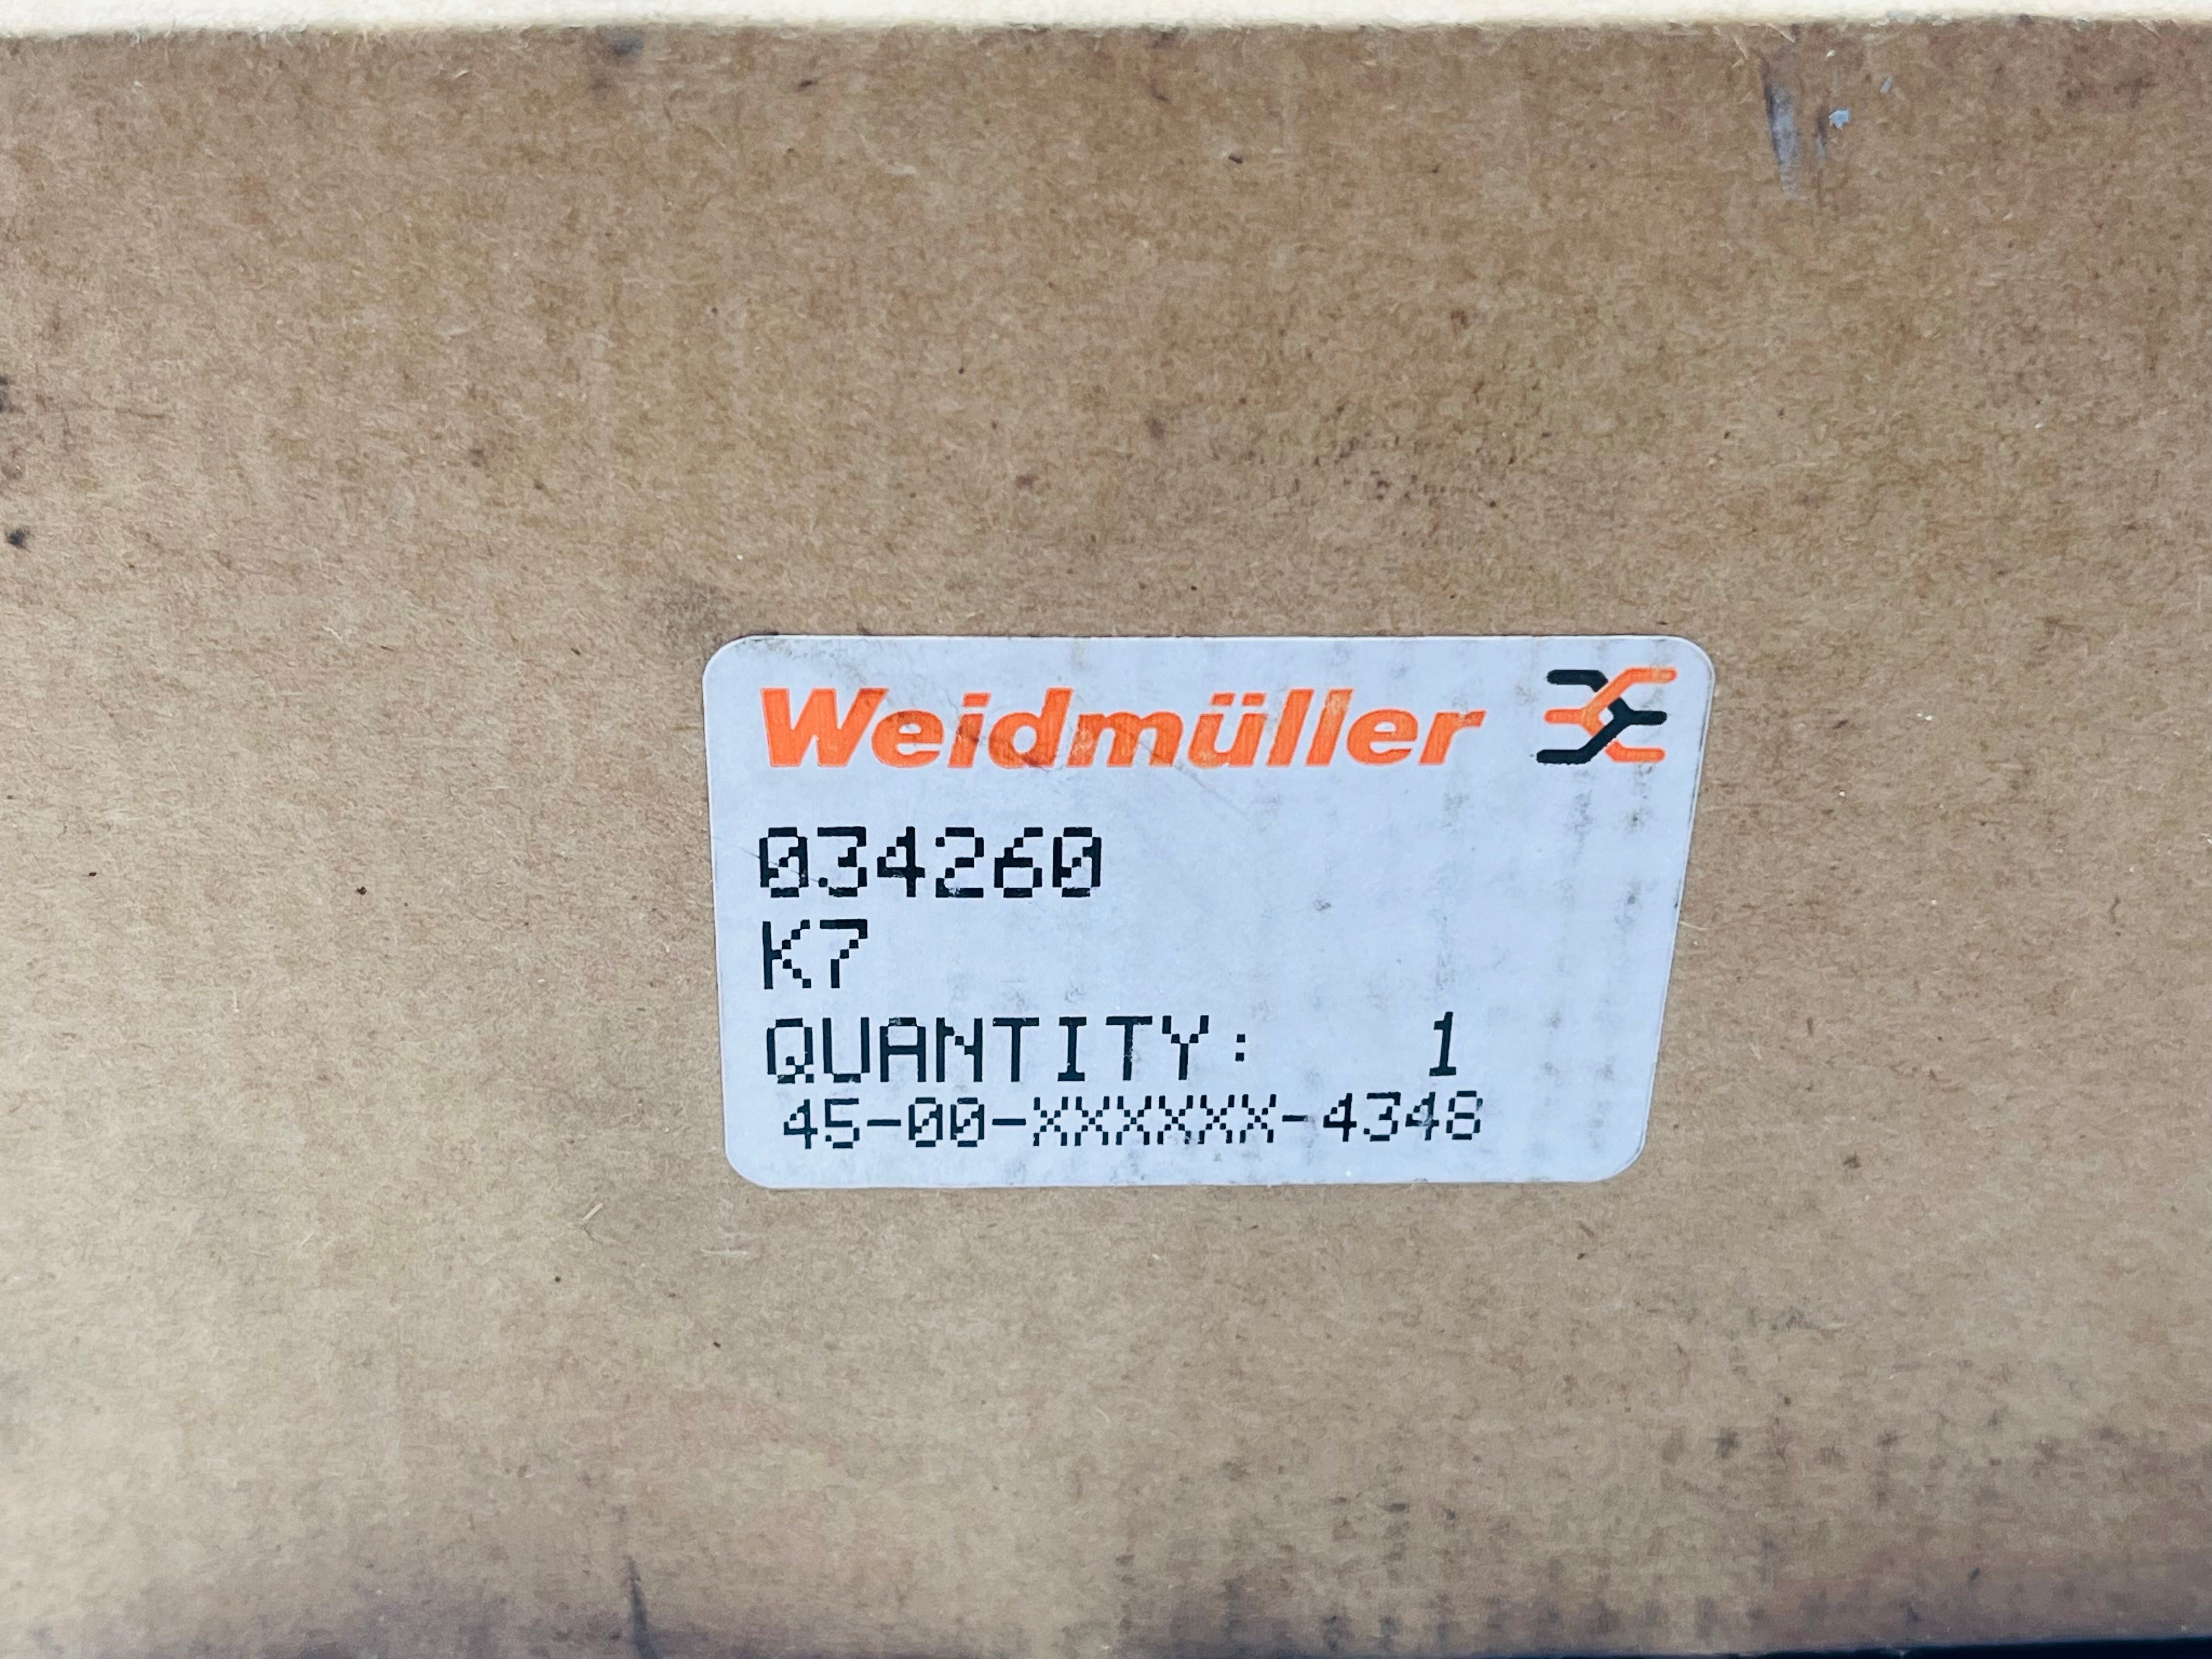 Weidmüller
034260
K7
QUANTITY: 1
45-00-XXXXXX-4348